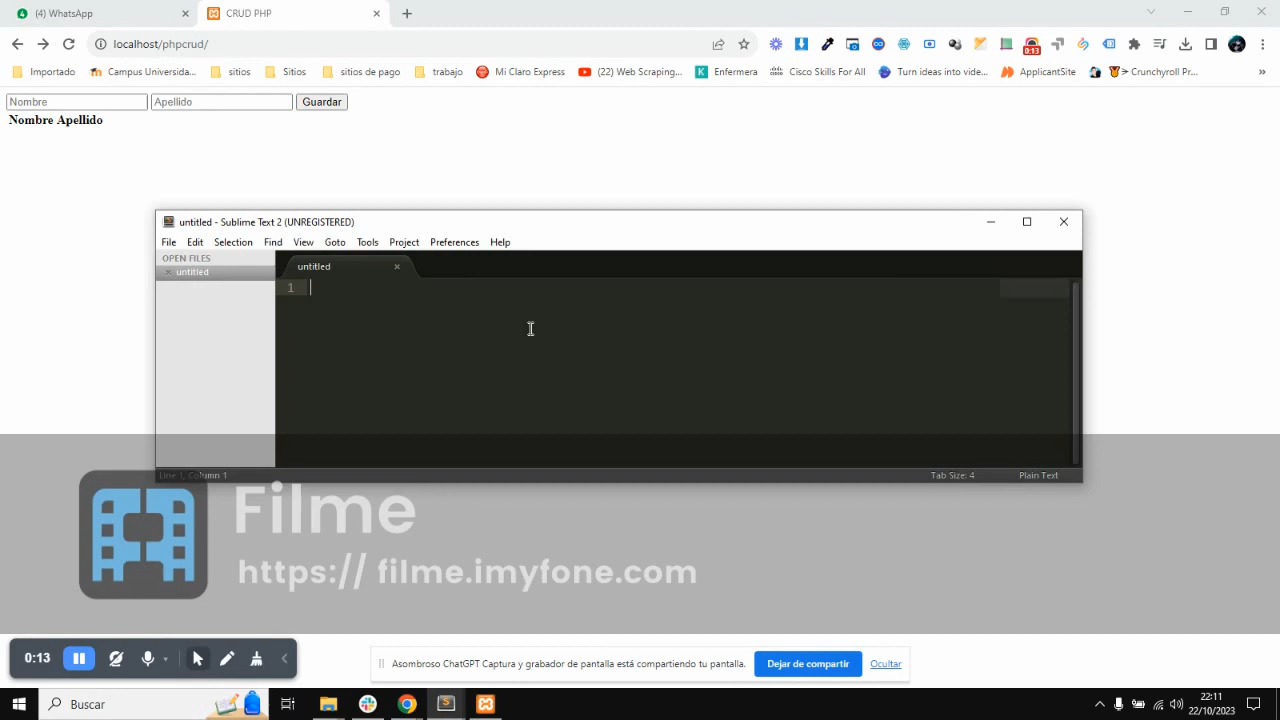 (4) WhatsApp
CRUD PHP
localhost/phpcrud/
0:13
Importado
Campus Universida...
sitios
Sitios
sitios de pago
trabajo
Mi Claro Express
(22) Web Scraping...
Enfermera
Cisco Skills For All
Turn ideas into vide...
ApplicantSite
> Crunchyroll Pr...
Nombre
Apellido
Guardar
Nombre Apellido
untitled - Sublime Text 2 (UNREGISTERED)
File Edit Selection Find View Goto Tools Project Preferences Help
OPEN FILES
untitled
untitled
1
Line 1, Column 1
Tab Size: 4
Plain Text
Filme
https:// filme.imyfone.com
0:13
Asombroso ChatGPT Captura y grabador de pantalla está compartiendo tu pantalla.
Dejar de compartir
Ocultar
Buscar
22:11
22/10/2023